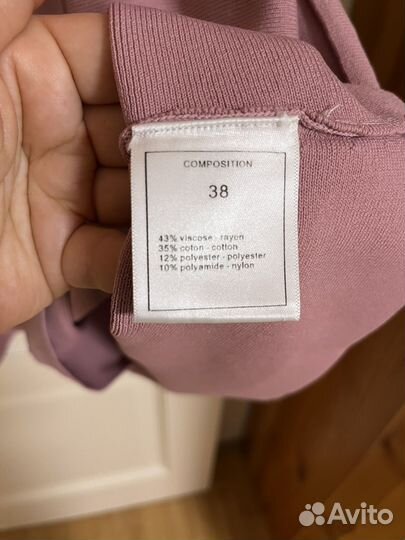 COMPOSITION
38
43% viscose - rayon
35% coton - cotton
12% polyester - polyester
10% polyamide - nylon
Avito